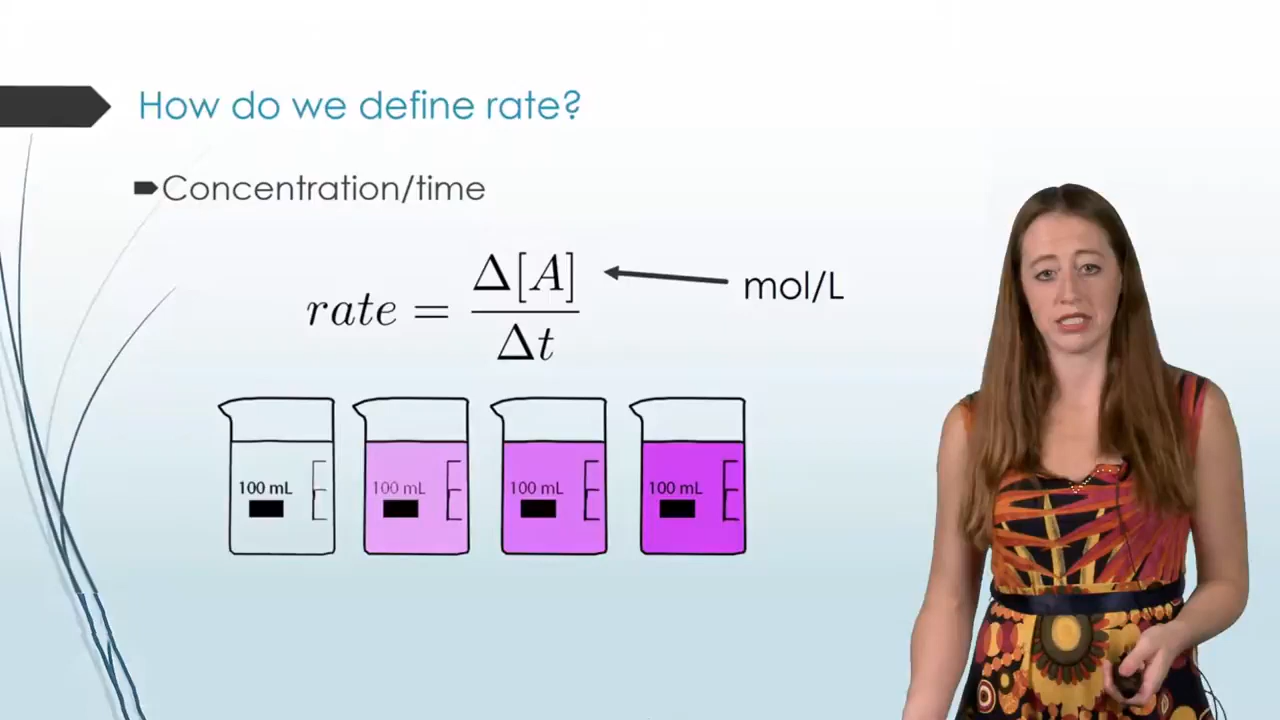 How do we define rate?
Concentration/time
rate = Δ[A]/Δt
mol/L
100 mL 100 mL 100 mL 100 mL